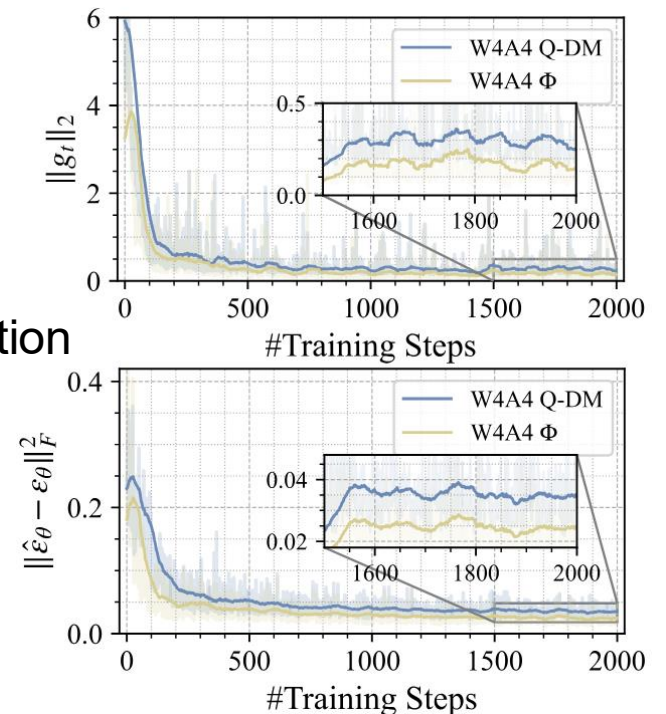 6
4
2
0
||g_t||_2
W4A4 Q-DM
W4A4 Φ
0.5
0.0
1600 1800 2000
0 500 1000 1500 2000
#Training Steps
tion
0.4
0.2
0.0
||ε̂_θ − ε_θ||²_F
W4A4 Q-DM
W4A4 Φ
0.04
0.02
1600 1800 2000
0 500 1000 1500 2000
#Training Steps